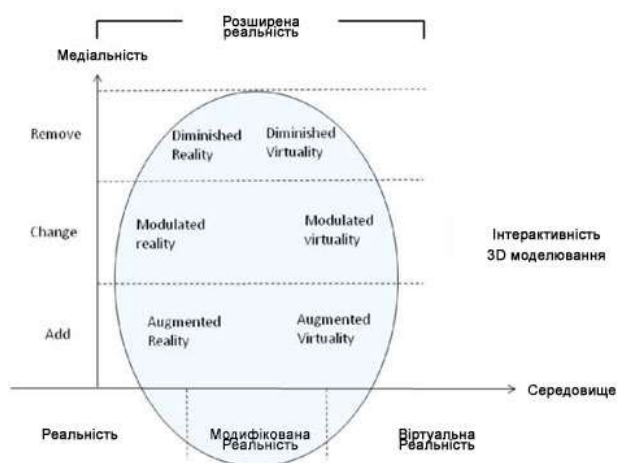 Розширена
реальність
Медіальність
Remove
Diminished
Reality
Diminished
Virtuality
Change
Modulated
reality
Modulated
virtuality
Інтерактивність
3D моделювання
Add
Augmented
Reality
Augmented
Virtuality
Середовище
Реальність
Модифікована
Реальність
Віртуальна
Реальність